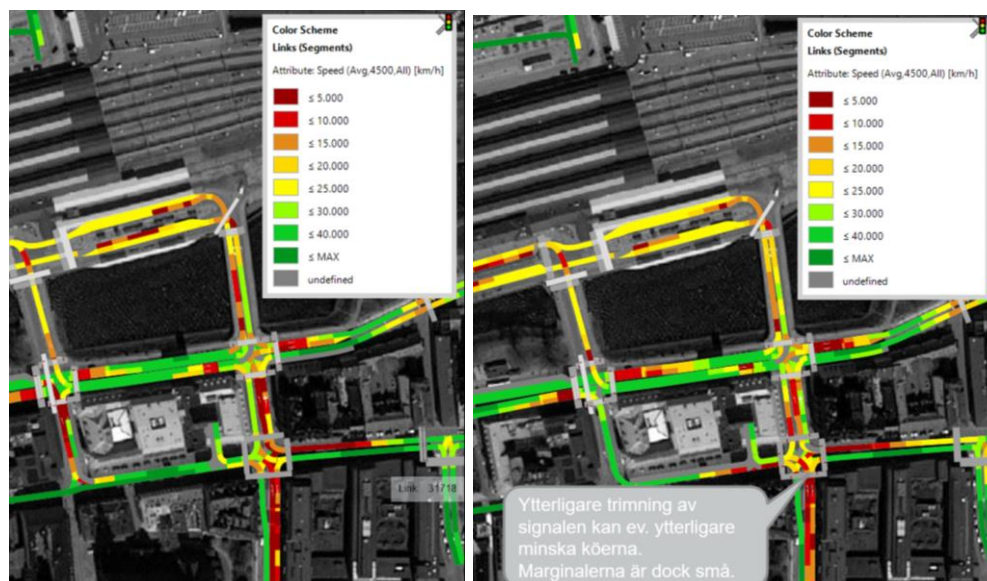 Color Scheme
Links (Segments)
Attribute: Speed (Avg,4500,All) [km/h]
≤ 5.000
≤ 10.000
≤ 15.000
≤ 20.000
≤ 25.000
≤ 30.000
≤ 40.000
≤ MAX
undefined
Link 31718
Color Scheme
Links (Segments)
Attribute: Speed (Avg,4500,All) [km/h]
≤ 5.000
≤ 10.000
≤ 15.000
≤ 20.000
≤ 25.000
≤ 30.000
≤ 40.000
≤ MAX
undefined
Ytterligare trimning av
signalen kan ev. ytterligare
minska köerna.
Marginalerna är dock små.